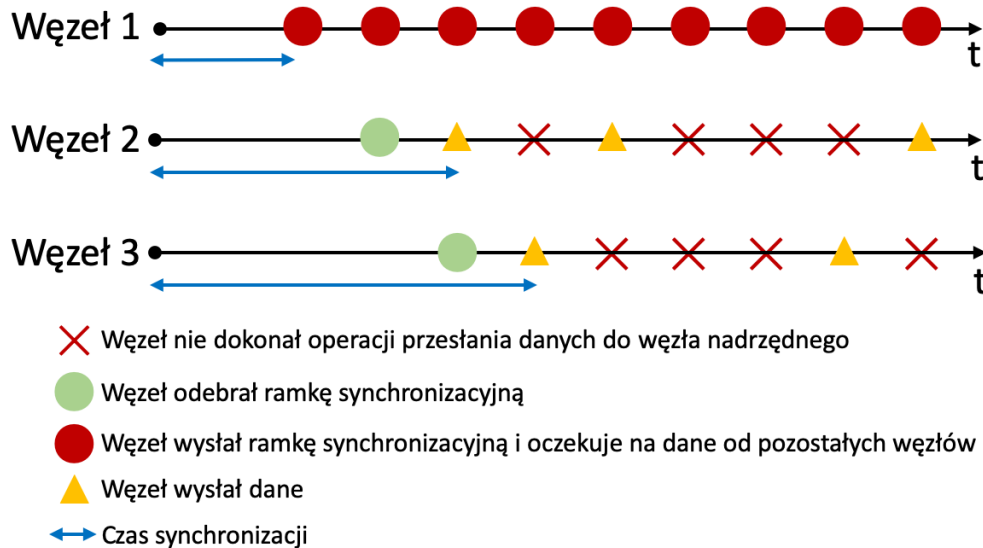 Węzeł 1
t
Węzeł 2
t
Węzeł 3
t
Węzeł nie dokonał operacji przesłania danych do węzła nadrzędnego
Węzeł odebrał ramkę synchronizacyjną
Węzeł wysłał ramkę synchronizacyjną i oczekuje na dane od pozostałych węzłów
Węzeł wysłał dane
Czas synchronizacji